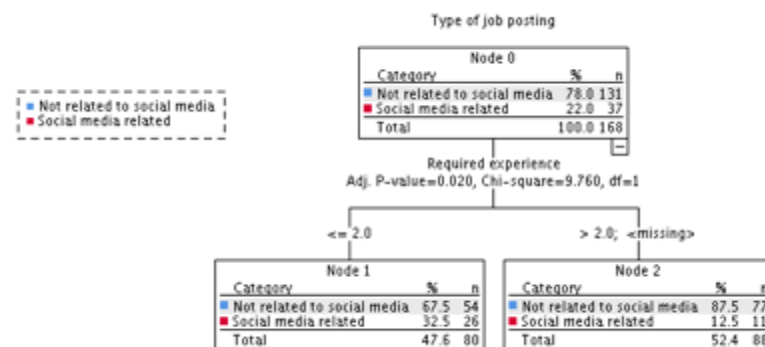 Type of job posting
Node 0
Category % n
Not related to social media 78.0 131
Social media related 22.0 37
Total 100.0 168
Not related to social media
Social media related
Required experience
Adj. P-value=0.020, Chi-square=9.760, df=1
<= 2.0
> 2.0; <missing>
Node 1
Category % n
Not related to social media 67.5 54
Social media related 32.5 26
Total 47.6 80
Node 2
Category % n
Not related to social media 87.5 77
Social media related 12.5 11
Total 52.4 88